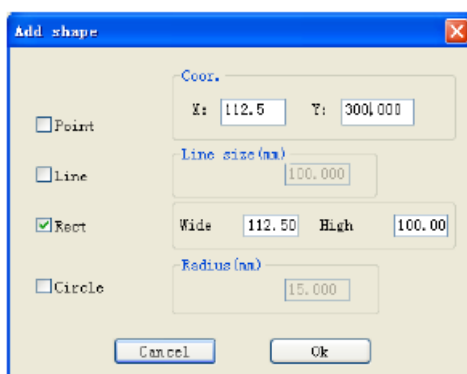 Add shape
Coor.
X: 112.5 Y: 300.000
Point
Line size(mm)
Line 100.000
Rect Wide 112.50 High 100.00
Radius(mm)
Circle 15.000
Cancel Ok